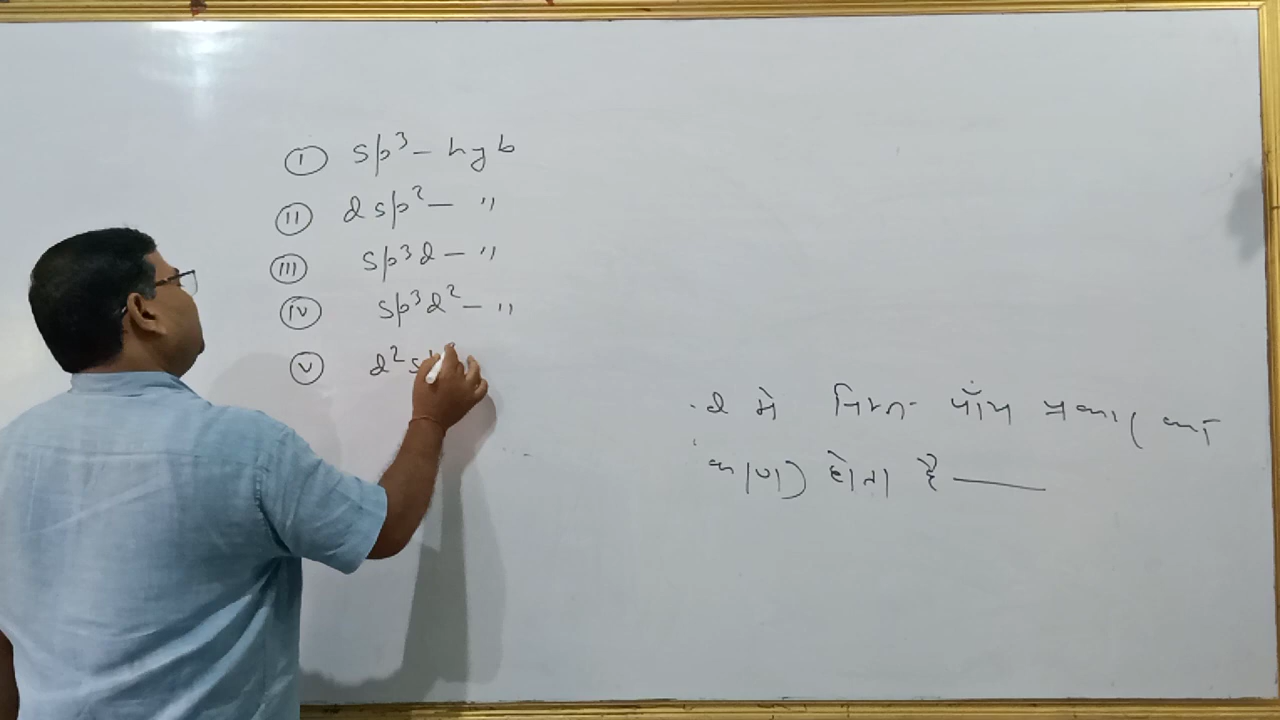 (I) sp³ - hyb
(II) dsp² - "
(III) sp³d - "
(IV) sp³d² - "
(V) d²s
d में निम्न पाँच प्रकार का
होता है —